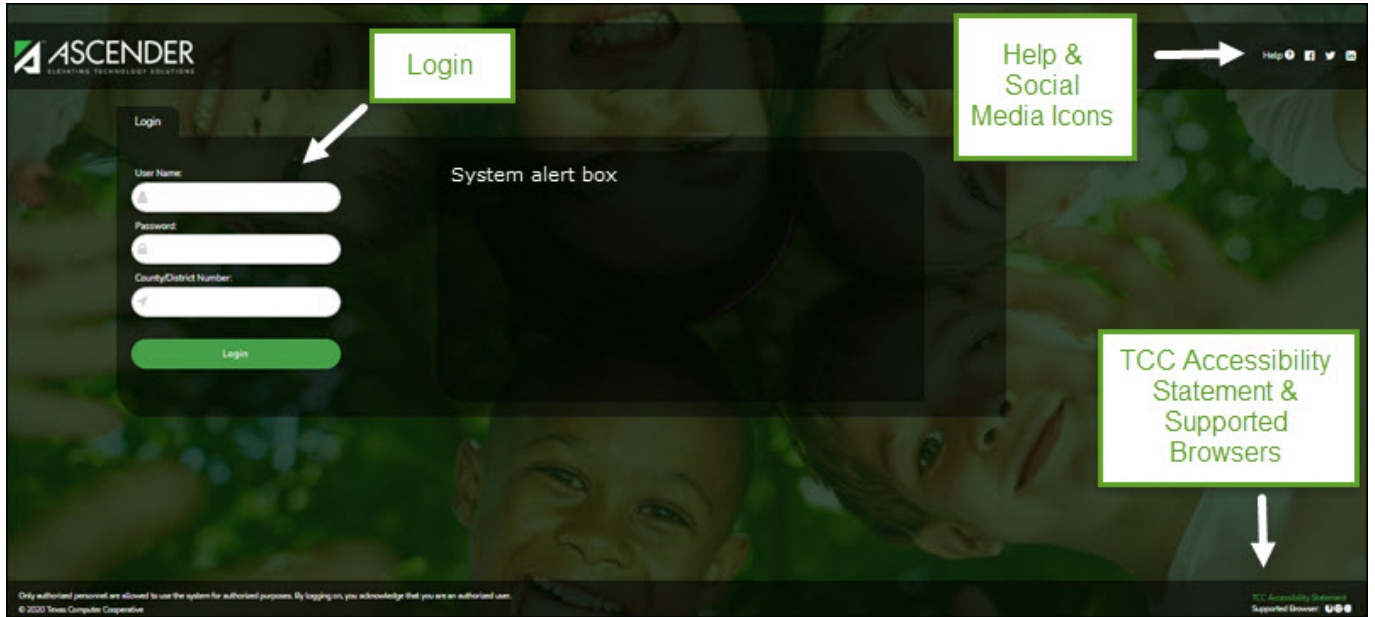 ASCENDER
ELEVATING TECHNOLOGY SOLUTIONS
Login
Help &
Social
Media Icons
Help
Login
User Name:
System alert box
Password:
County/District Number:
Login
TCC Accessibility
Statement &
Supported
Browsers
Only authorized personnel are allowed to use the system for authorized purposes. By logging on, you acknowledge that you are an authorized user.
© 2020 Texas Computer Cooperative
TCC Accessibility Statement
Supported Browser: